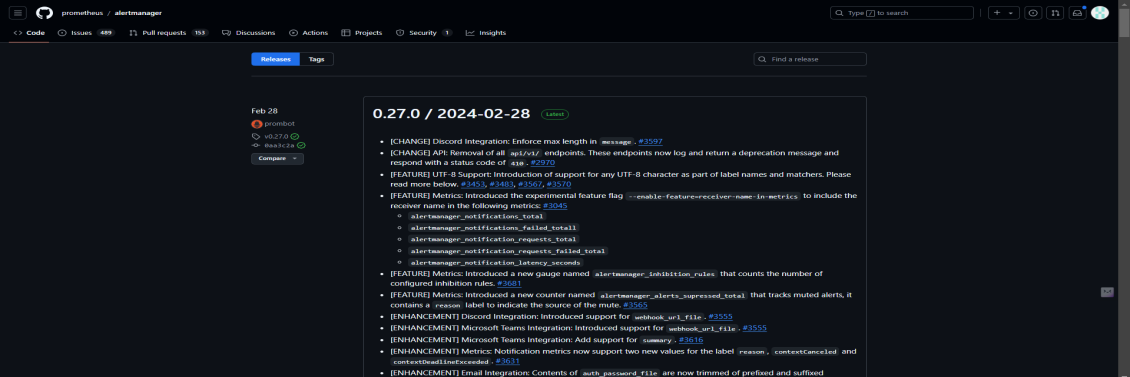 prometheus / alertmanager
Type / to search
Code
Issues 489
Pull requests 153
Discussions
Actions
Projects
Security 1
Insights
Releases
Tags
Find a release
Feb 28
prombot
v0.27.0
0aa3c2a
Compare
0.27.0 / 2024-02-28 Latest
[CHANGE] Discord Integration: Enforce max length in message. #3597
[CHANGE] API: Removal of all api/v1/ endpoints. These endpoints now log and return a deprecation message and
respond with a status code of 410. #2970
[FEATURE] UTF-8 Support: Introduction of support for any UTF-8 character as part of label names and matchers. Please
read more below. #3453, #3483, #3567, #3570
[FEATURE] Metrics: Introduced the experimental feature flag --enable-feature=receiver-name-in-metrics to include the
receiver name in the following metrics: #3045
alertmanager_notifications_total
alertmanager_notifications_failed_totall
alertmanager_notification_requests_total
alertmanager_notification_requests_failed_total
alertmanager_notification_latency_seconds
[FEATURE] Metrics: Introduced a new gauge named alertmanager_inhibition_rules that counts the number of
configured inhibition rules. #3681
[FEATURE] Metrics: Introduced a new counter named alertmanager_alerts_supressed_total that tracks muted alerts, it
contains a reason label to indicate the source of the mute. #3565
[ENHANCEMENT] Discord Integration: Introduced support for webhook_url_file. #3555
[ENHANCEMENT] Microsoft Teams Integration: Introduced support for webhook_url_file. #3555
[ENHANCEMENT] Microsoft Teams Integration: Add support for summary. #3616
[ENHANCEMENT] Metrics: Notification metrics now support two new values for the label reason, contextCanceled and
contextDeadlineExceeded. #3631
[ENHANCEMENT] Email Integration: Contents of auth_password_file are now trimmed of prefixed and suffixed